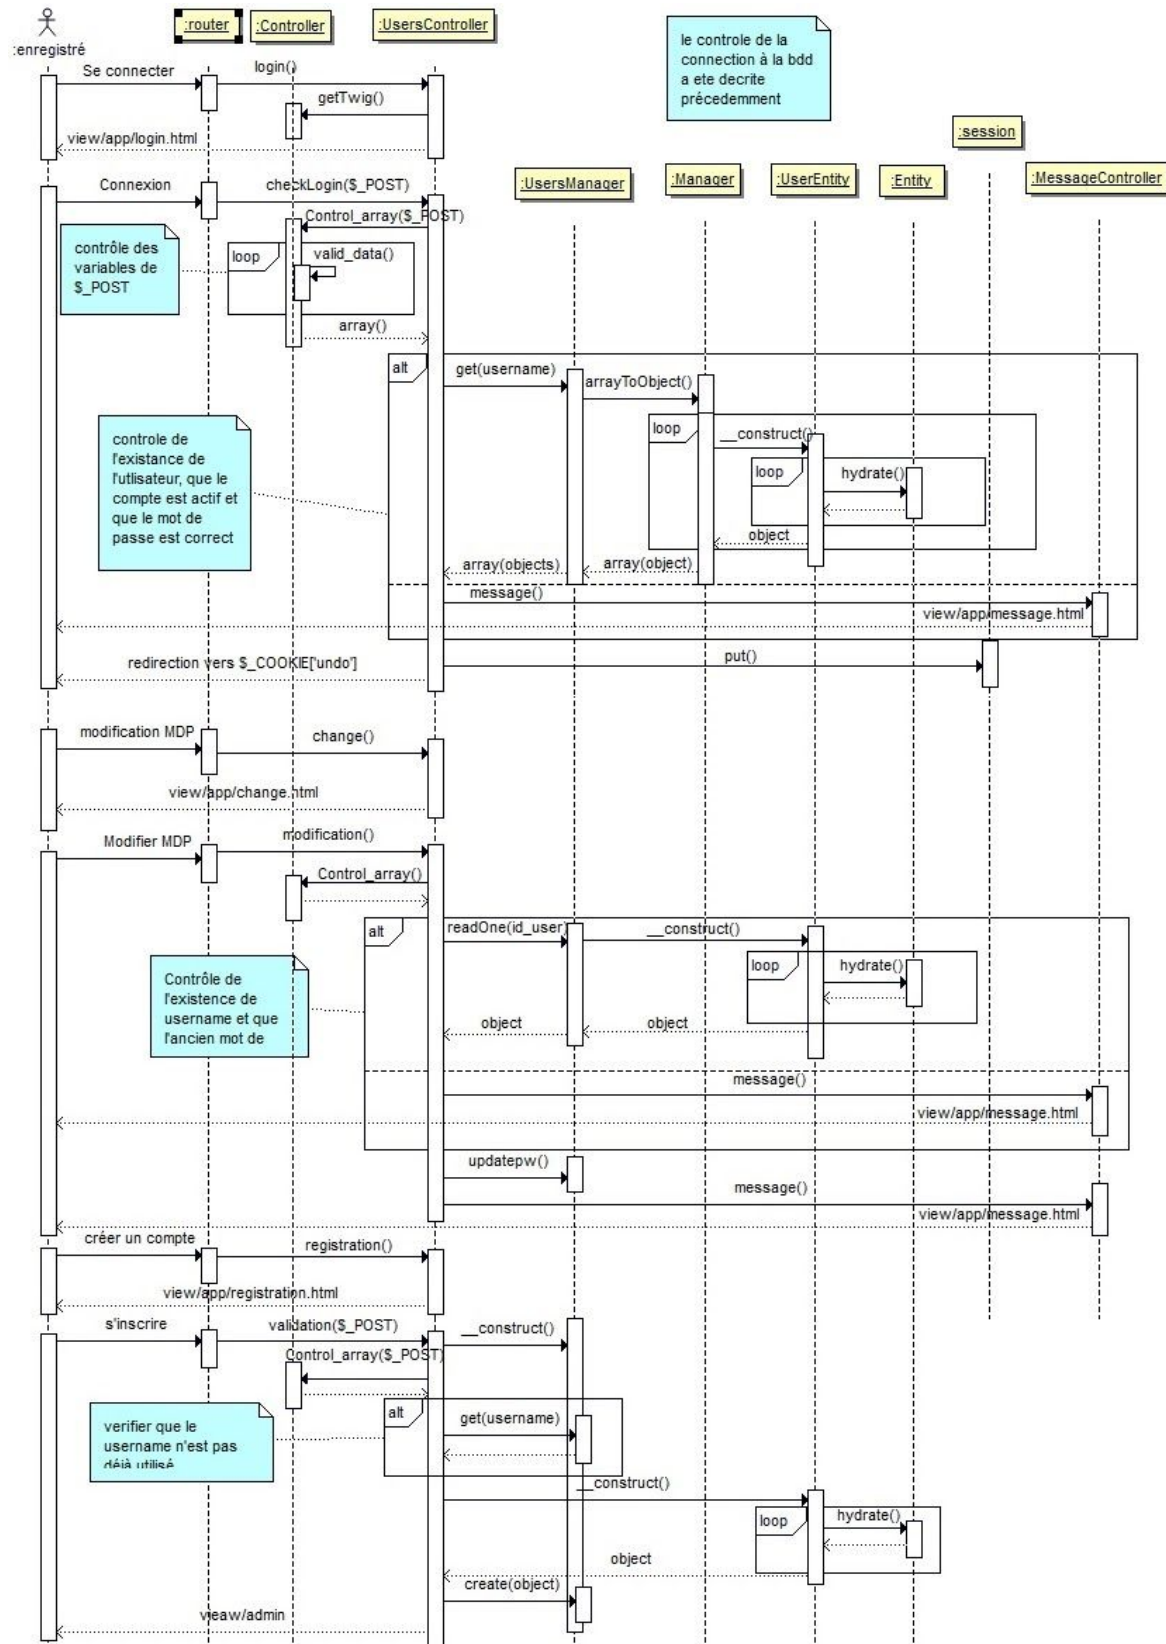 :enregistré
:router
:Controller
:UsersController
le controle de la
connection à la bdd
a ete decrite
précedemment
:session
:UsersManager
:Manager
:UserEntity
:Entity
:MessageController
Se connecter
login()
getTwig()
view/app/login.html
Connexion
checkLogin($_POST)
Control_array($_POST)
contrôle des
variables de
$_POST
loop
valid_data()
array()
alt
get(username)
arrayToObject()
controle de
l'existance de
l'utlisateur, que le
compte est actif et
que le mot de
passe est correct
loop
__construct()
loop
hydrate()
object
array(objects)
array(object)
message()
view/app/message.html
redirection vers $_COOKIE['undo']
put()
modification MDP
change()
view/app/change.html
Modifier MDP
modification()
Control_array()
alt
readOne(id_user)
__construct()
loop
hydrate()
Contrôle de
l'existence de
username et que
l'ancien mot de
object
object
message()
view/app/message.html
updatepw()
message()
view/app/message.html
créer un compte
registration()
view/app/registration.html
s'inscrire
validation($_POST)
__construct()
Control_array($_POST)
alt
get(username)
verifier que le
username n'est pas
déjà utilisé
__construct()
loop
hydrate()
object
create(object)
vieaw/admin